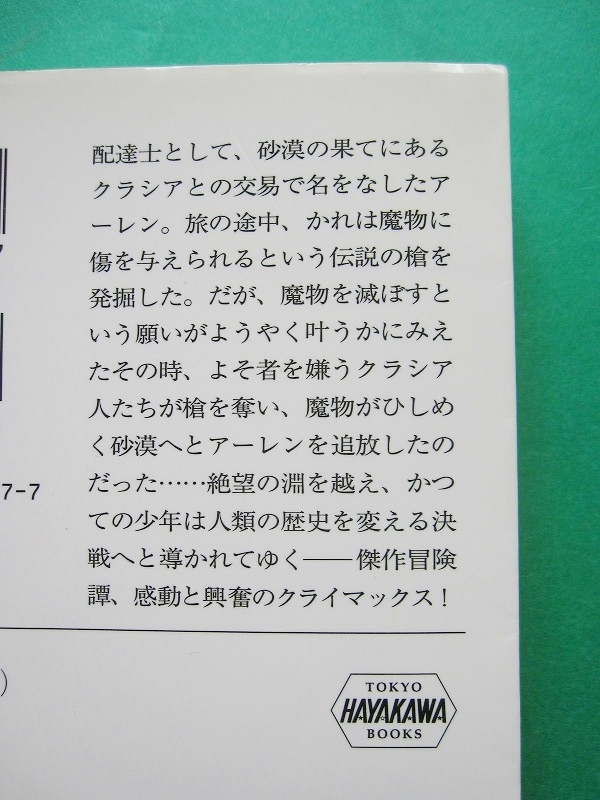 配達士として、砂漠の果てにある
クラシアとの交易で名をなしたア
ーレン。旅の途中、かれは魔物に
傷を与えられるという伝説の槍を
発掘した。だが、魔物を滅ぼすと
いう願いがようやく叶うかにみえ
たその時、よそ者を嫌うクラシア
人たちが槍を奪い、魔物がひしめ
く砂漠へとアーレンを追放したの
だった……絶望の淵を越え、かつ
ての少年は人類の歴史を変える決
戦へと導かれてゆく――傑作冒険
譚、感動と興奮のクライマックス！
7
7-7
)
TOKYO
HAYAKAWA
BOOKS